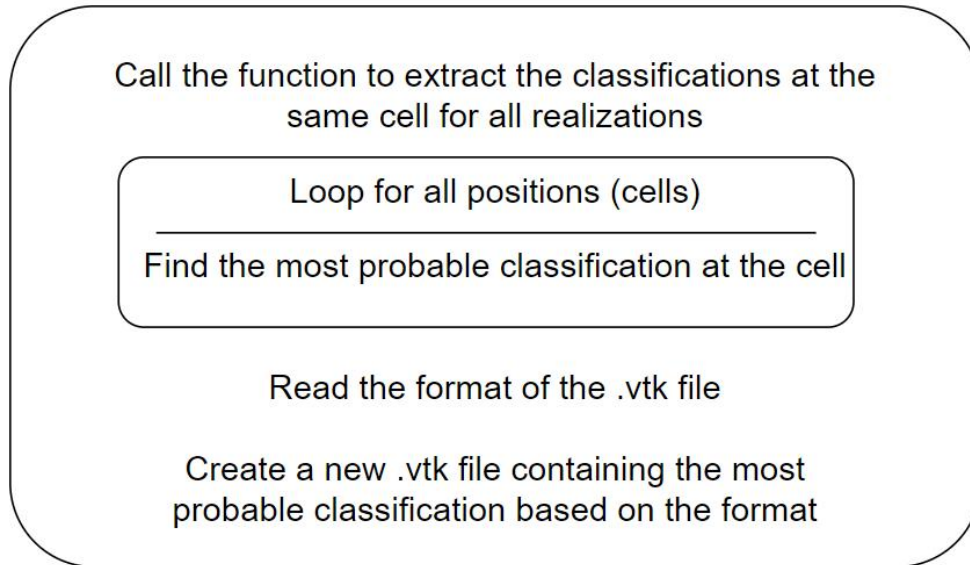 Call the function to extract the classifications at the
same cell for all realizations
Loop for all positions (cells)
Find the most probable classification at the cell
Read the format of the .vtk file
Create a new .vtk file containing the most
probable classification based on the format